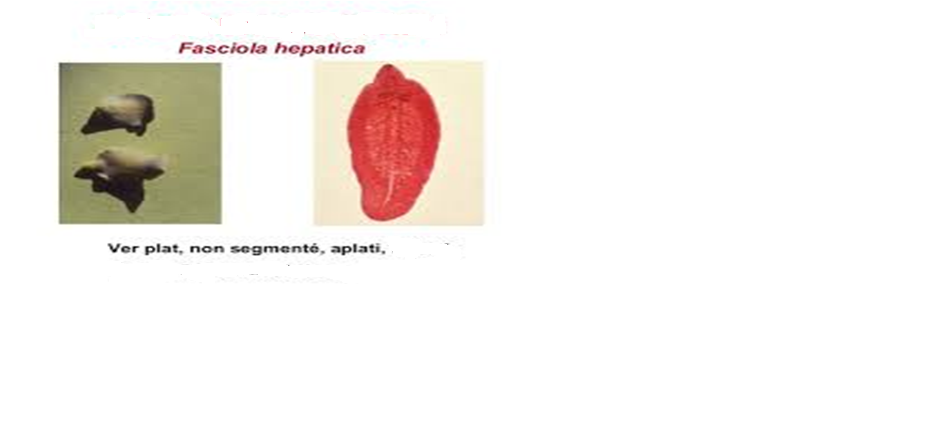 Fasciola hepatica
Ver plat, non segmenté, aplati,